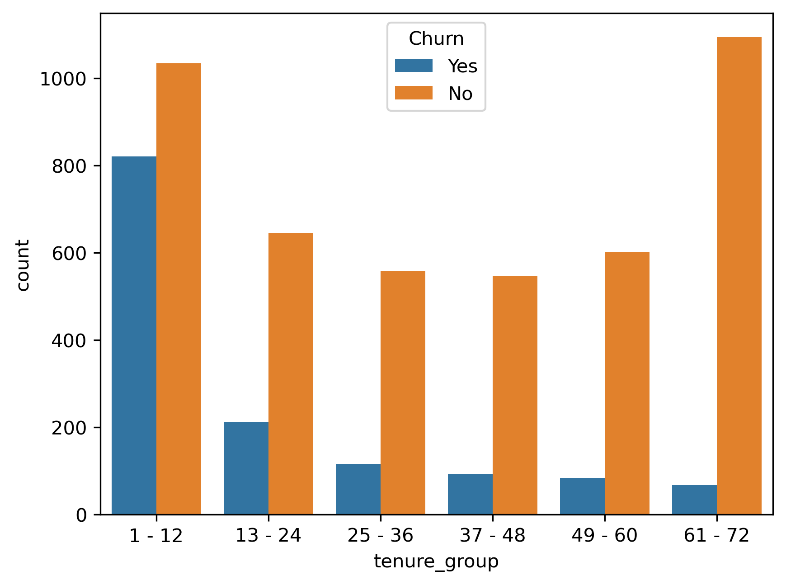 Churn
Yes
No
1000
800
600
400
200
0
count
1 - 12 13 - 24 25 - 36 37 - 48 49 - 60 61 - 72
tenure_group